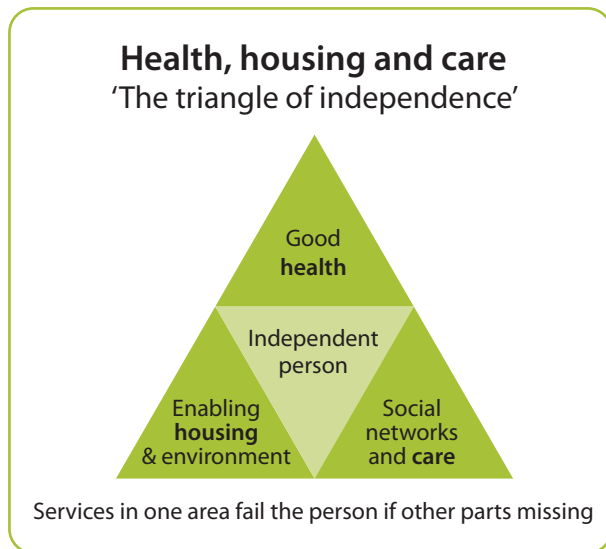 Health, housing and care
‘The triangle of independence’
Good
health
Independent
person
Enabling
housing
& environment
Social
networks
and care
Services in one area fail the person if other parts missing